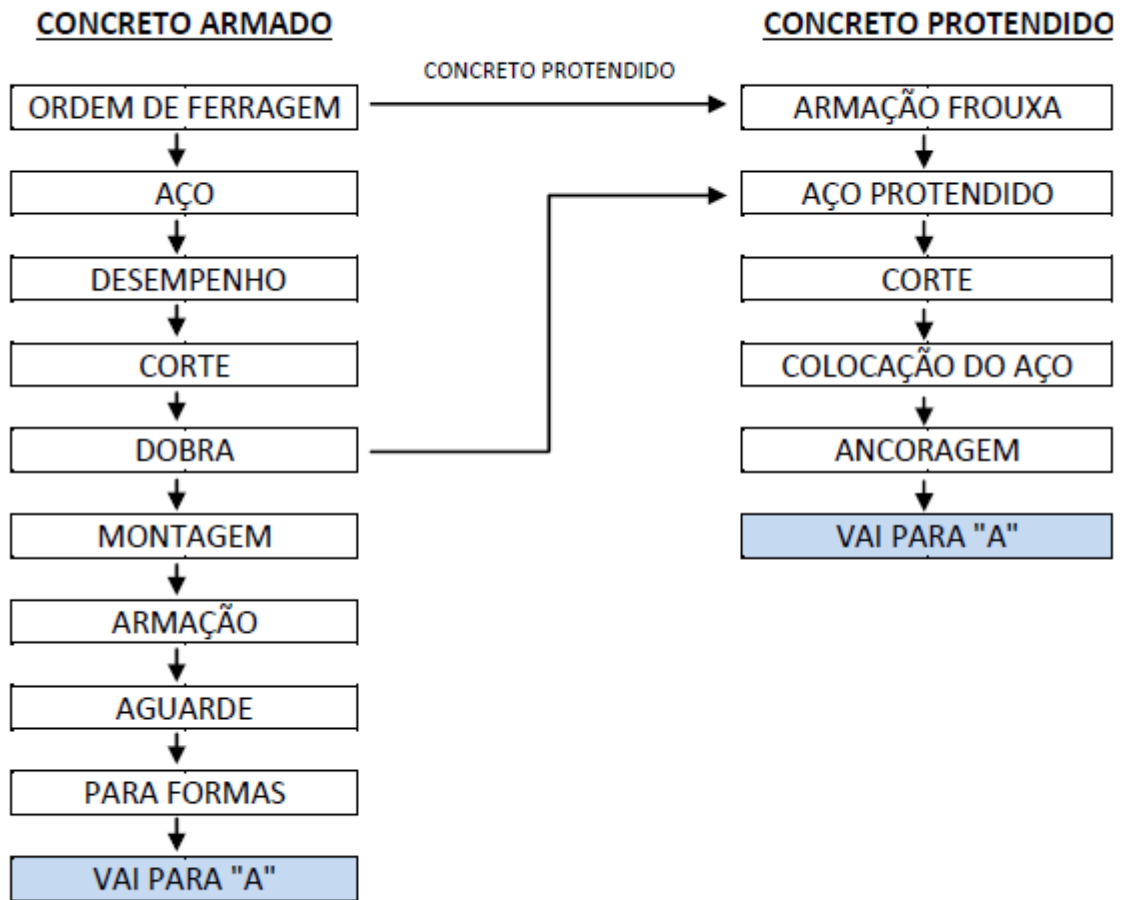 CONCRETO ARMADO
ORDEM DE FERRAGEM
AÇO
DESEMPENHO
CORTE
DOBRA
MONTAGEM
ARMAÇÃO
AGUARDE
PARA FORMAS
VAI PARA "A"
CONCRETO PROTENDIDO
CONCRETO PROTENDIDO
ARMAÇÃO FROUXA
AÇO PROTENDIDO
CORTE
COLOCAÇÃO DO AÇO
ANCORAGEM
VAI PARA "A"